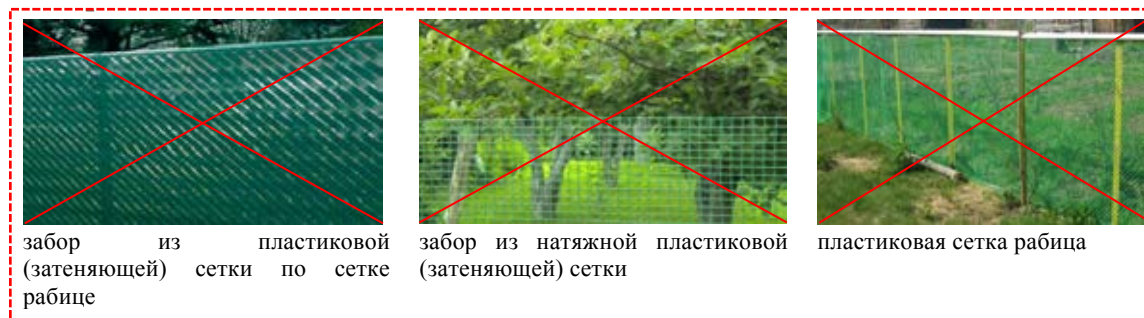 забор из пластиковой
(затеняющей) сетки по сетке
рабице
забор из натяжной пластиковой
(затеняющей) сетки
пластиковая сетка рабица